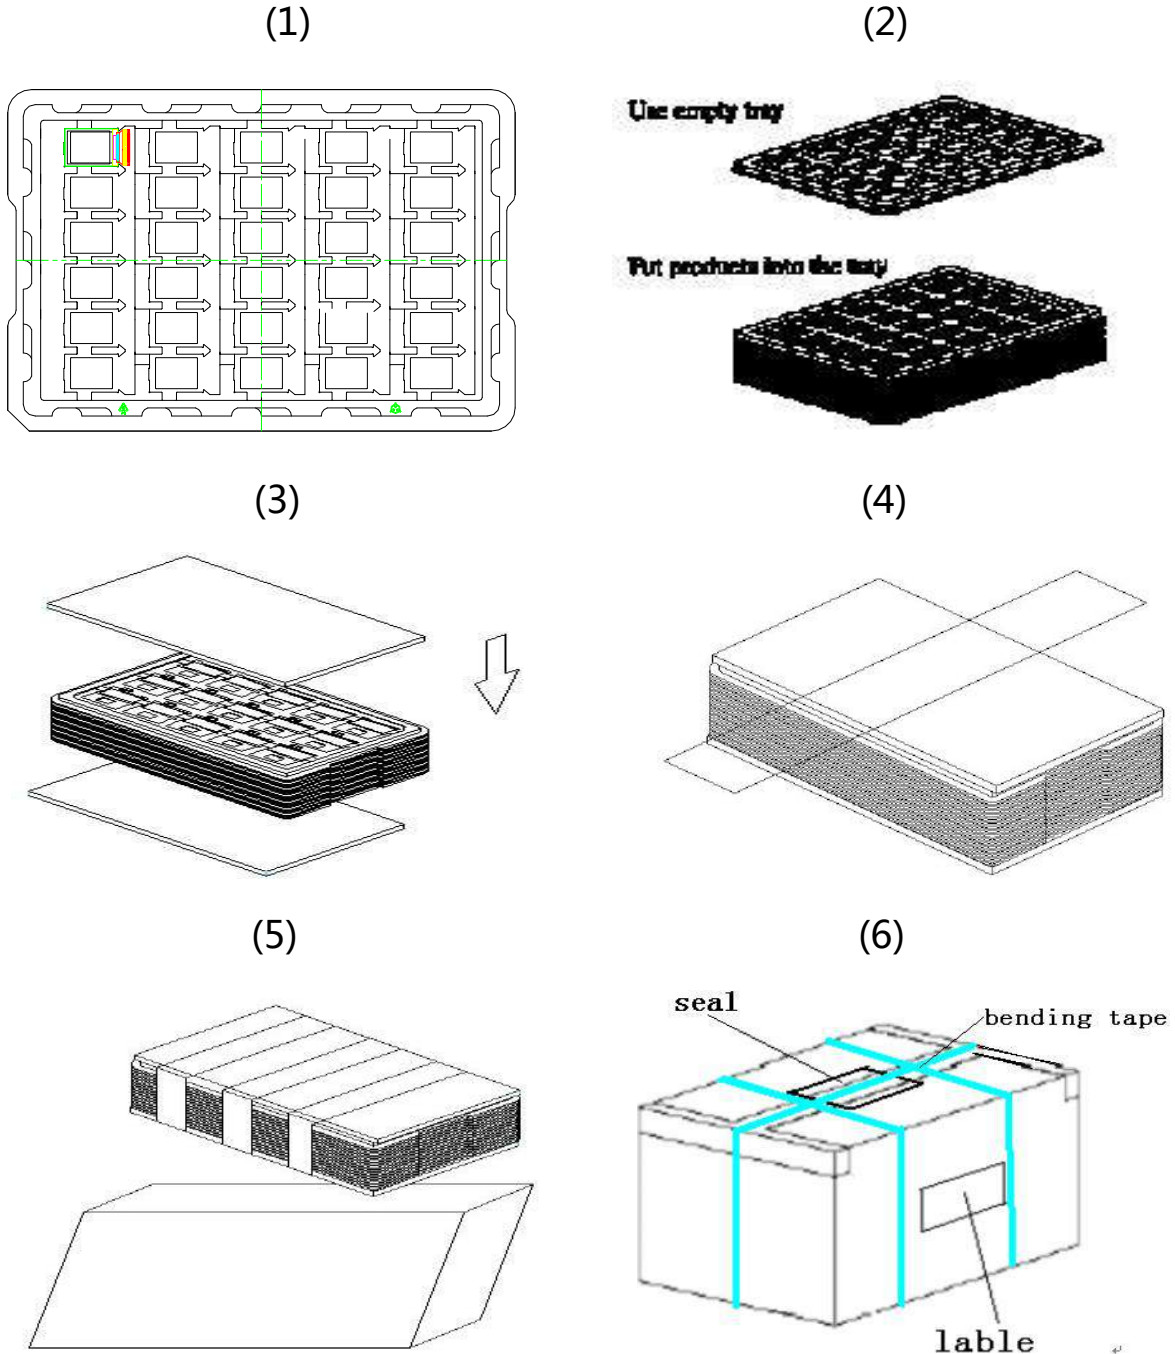 (1)
(2)
Use empty tray
Put products into the tray
(3)
(4)
(5)
(6)
seal
bending tape
lable